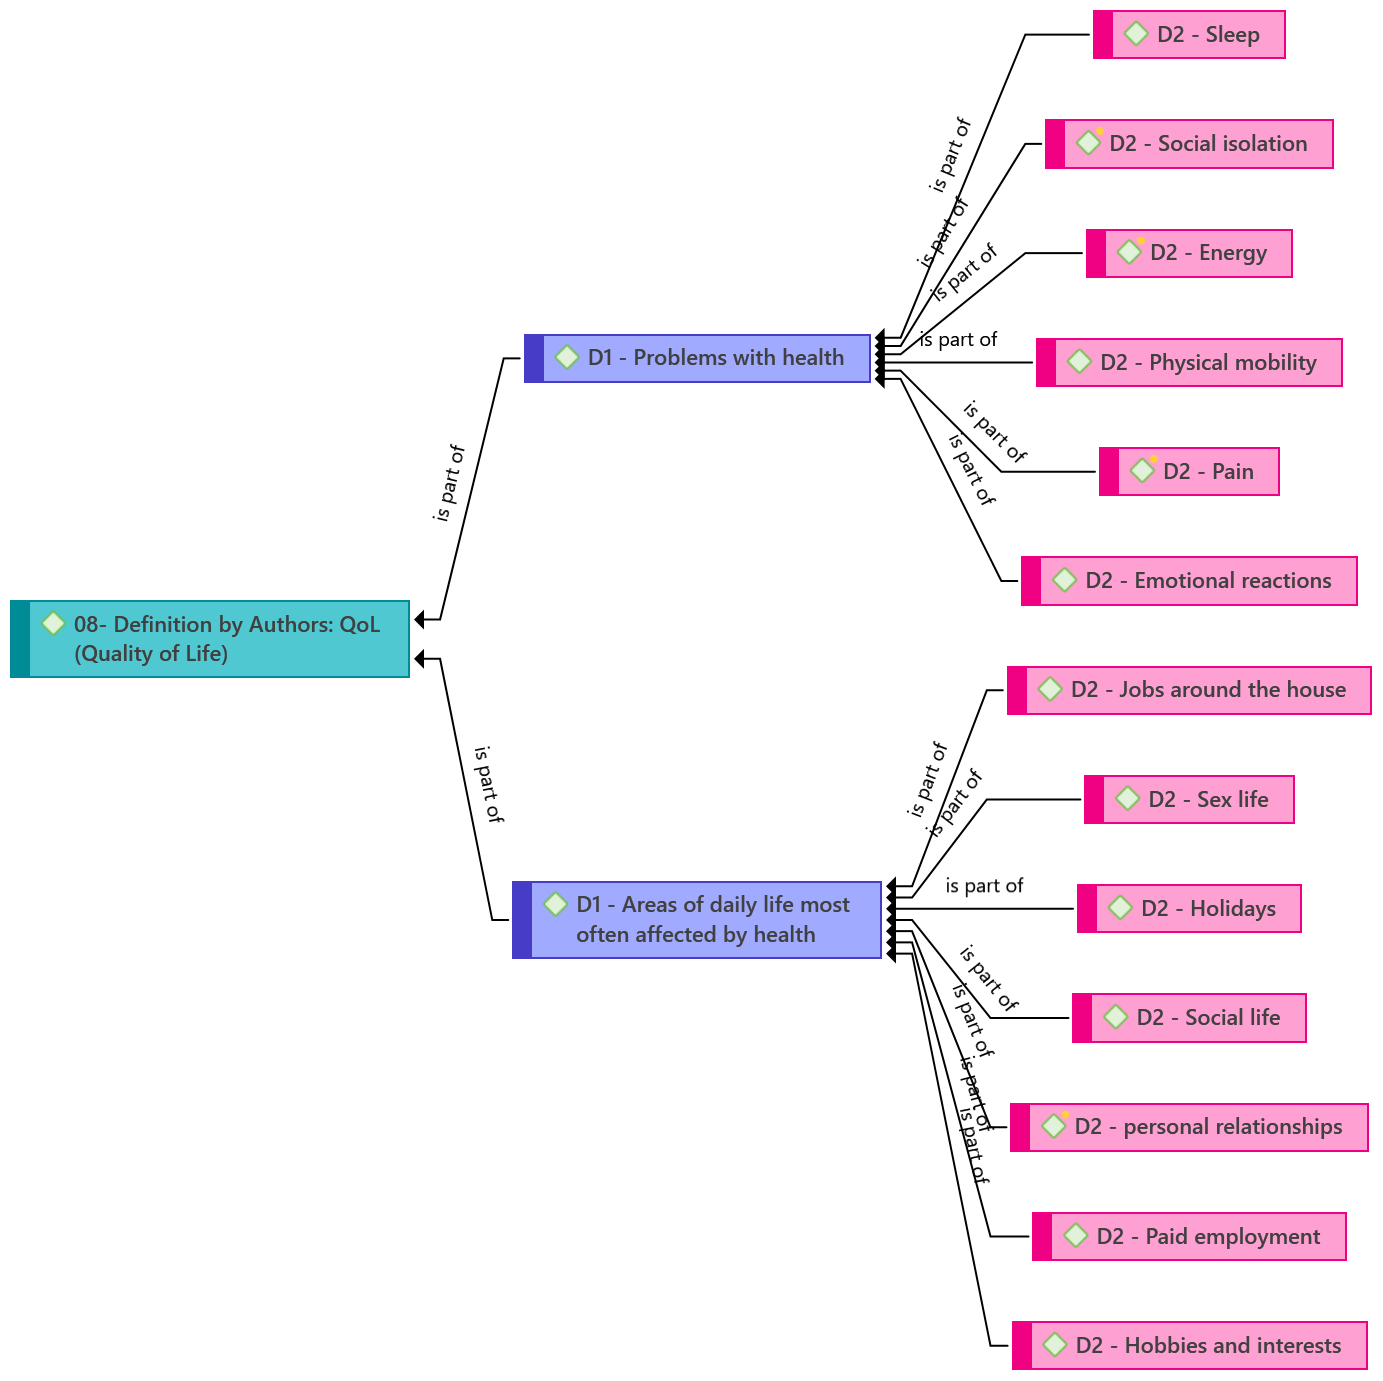 08- Definition by Authors: QoL
(Quality of Life)
is part of
is part of
D1 - Problems with health
D1 - Areas of daily life most
often affected by health
is part of
is part of
is part of
is part of
is part of
is part of
D2 - Sleep
D2 - Social isolation
D2 - Energy
D2 - Physical mobility
D2 - Pain
D2 - Emotional reactions
is part of
is part of
is part of
is part of
is part of
is part of
is part of
D2 - Jobs around the house
D2 - Sex life
D2 - Holidays
D2 - Social life
D2 - personal relationships
D2 - Paid employment
D2 - Hobbies and interests